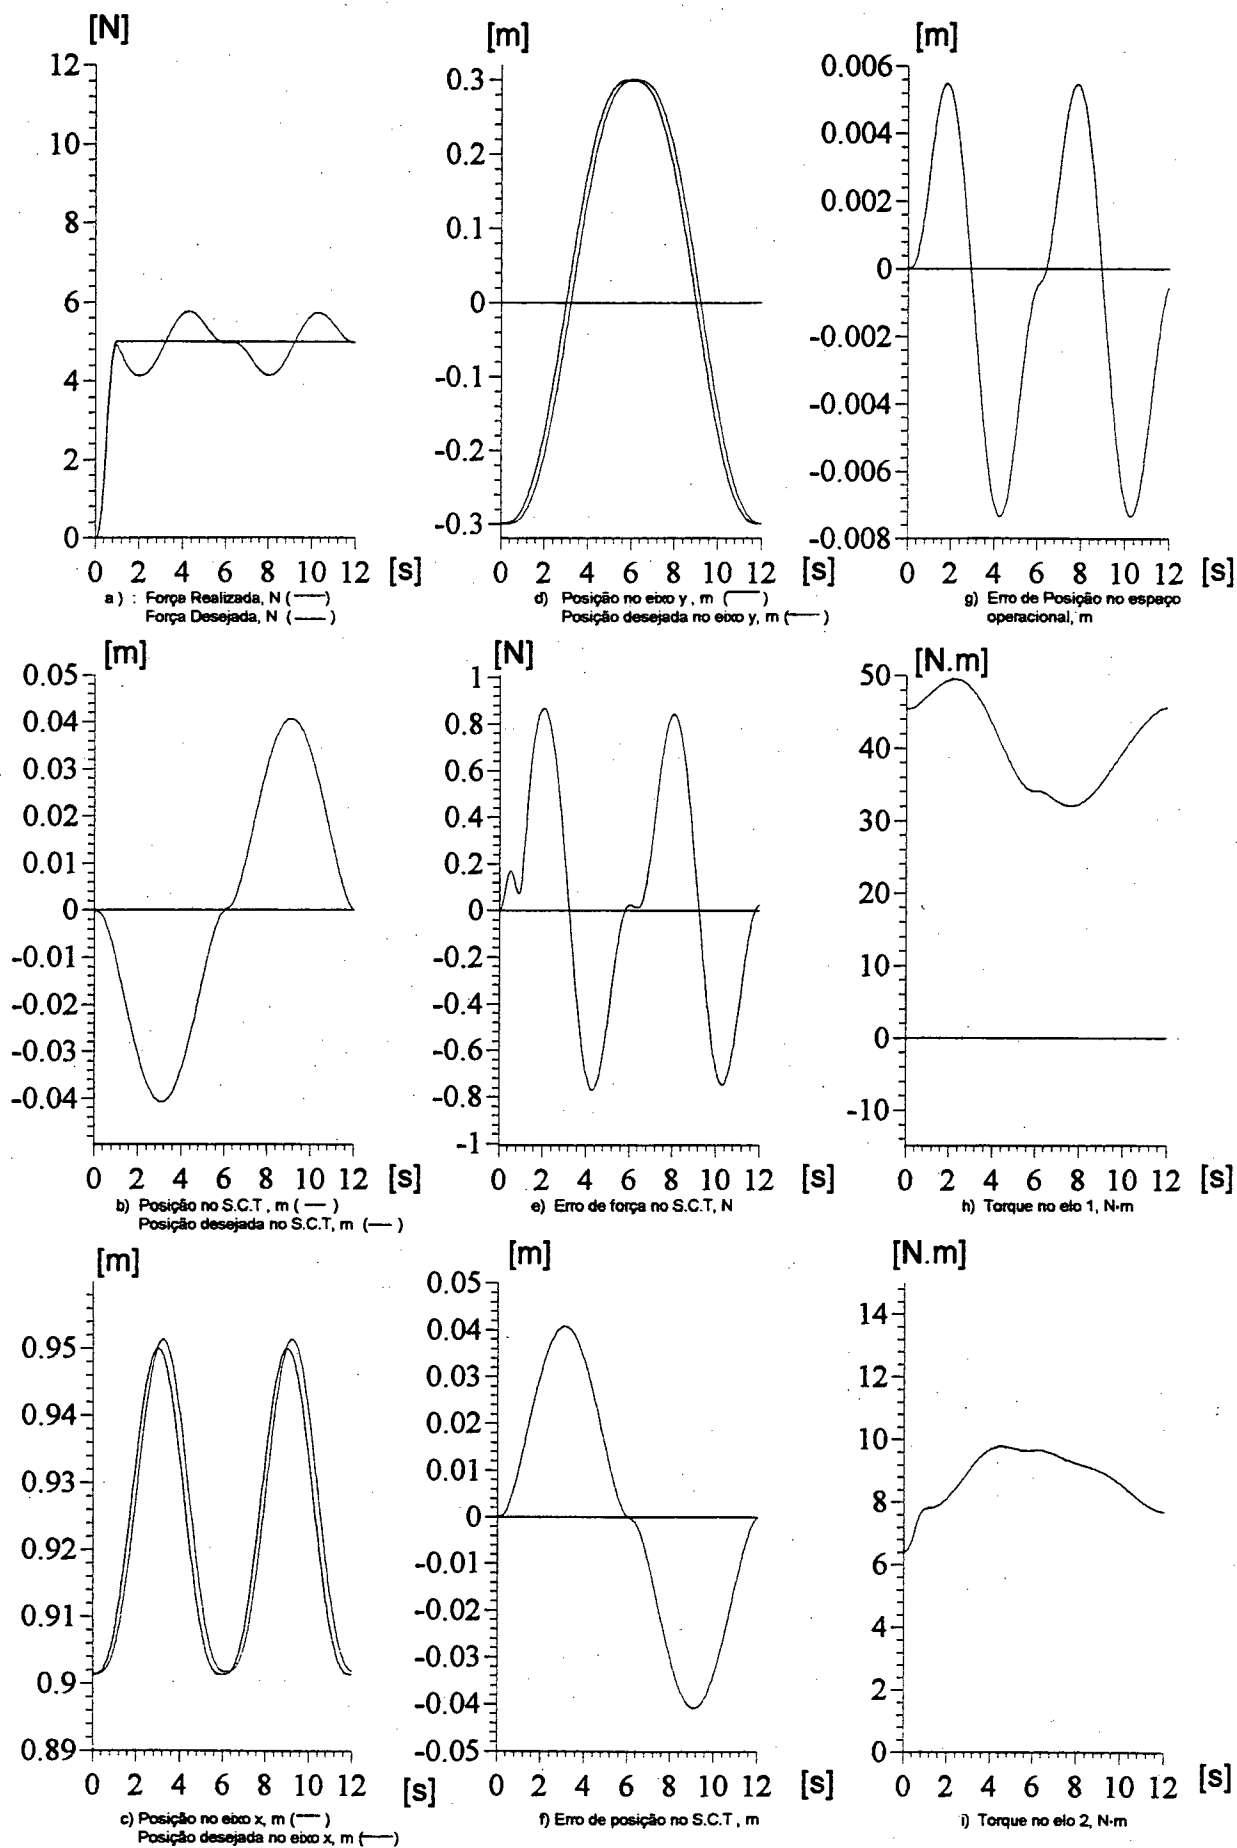 [N]
12
10
8
6
4
2
0
0 2 4 6 8 10 12 [s]
a) : Força Realizada, N (——)
Força Desejada, N (——)
[m]
0.3
0.2
0.1
0
-0.1
-0.2
-0.3
0 2 4 6 8 10 12 [s]
d) Posição no eixo y , m (——)
Posição desejada no eixo y, m (——)
[m]
0.006
0.004
0.002
0
-0.002
-0.004
-0.006
-0.008
0 2 4 6 8 10 12 [s]
g) Erro de Posição no espaço
operacional, m
[m]
0.05
0.04
0.03
0.02
0.01
0
-0.01
-0.02
-0.03
-0.04
0 2 4 6 8 10 12 [s]
b) Posição no S.C.T , m (——)
Posição desejada no S.C.T, m (——)
[N]
1
0.8
0.6
0.4
0.2
0
-0.2
-0.4
-0.6
-0.8
-1
0 2 4 6 8 10 12 [s]
e) Erro de força no S.C.T, N
[N.m]
50
40
30
20
10
0
-10
0 2 4 6 8 10 12 [s]
h) Torque no elo 1, N·m
[m]
0.95
0.94
0.93
0.92
0.91
0.9
0.89
0 2 4 6 8 10 12 [s]
c) Posição no eixo x, m (——)
Posição desejada no eixo x, m (——)
[m]
0.05
0.04
0.03
0.02
0.01
0
-0.01
-0.02
-0.03
-0.04
-0.05
0 2 4 6 8 10 12 [s]
f) Erro de posição no S.C.T , m
[N.m]
14
12
10
8
6
4
2
0
0 2 4 6 8 10 12 [s]
i) Torque no elo 2, N·m